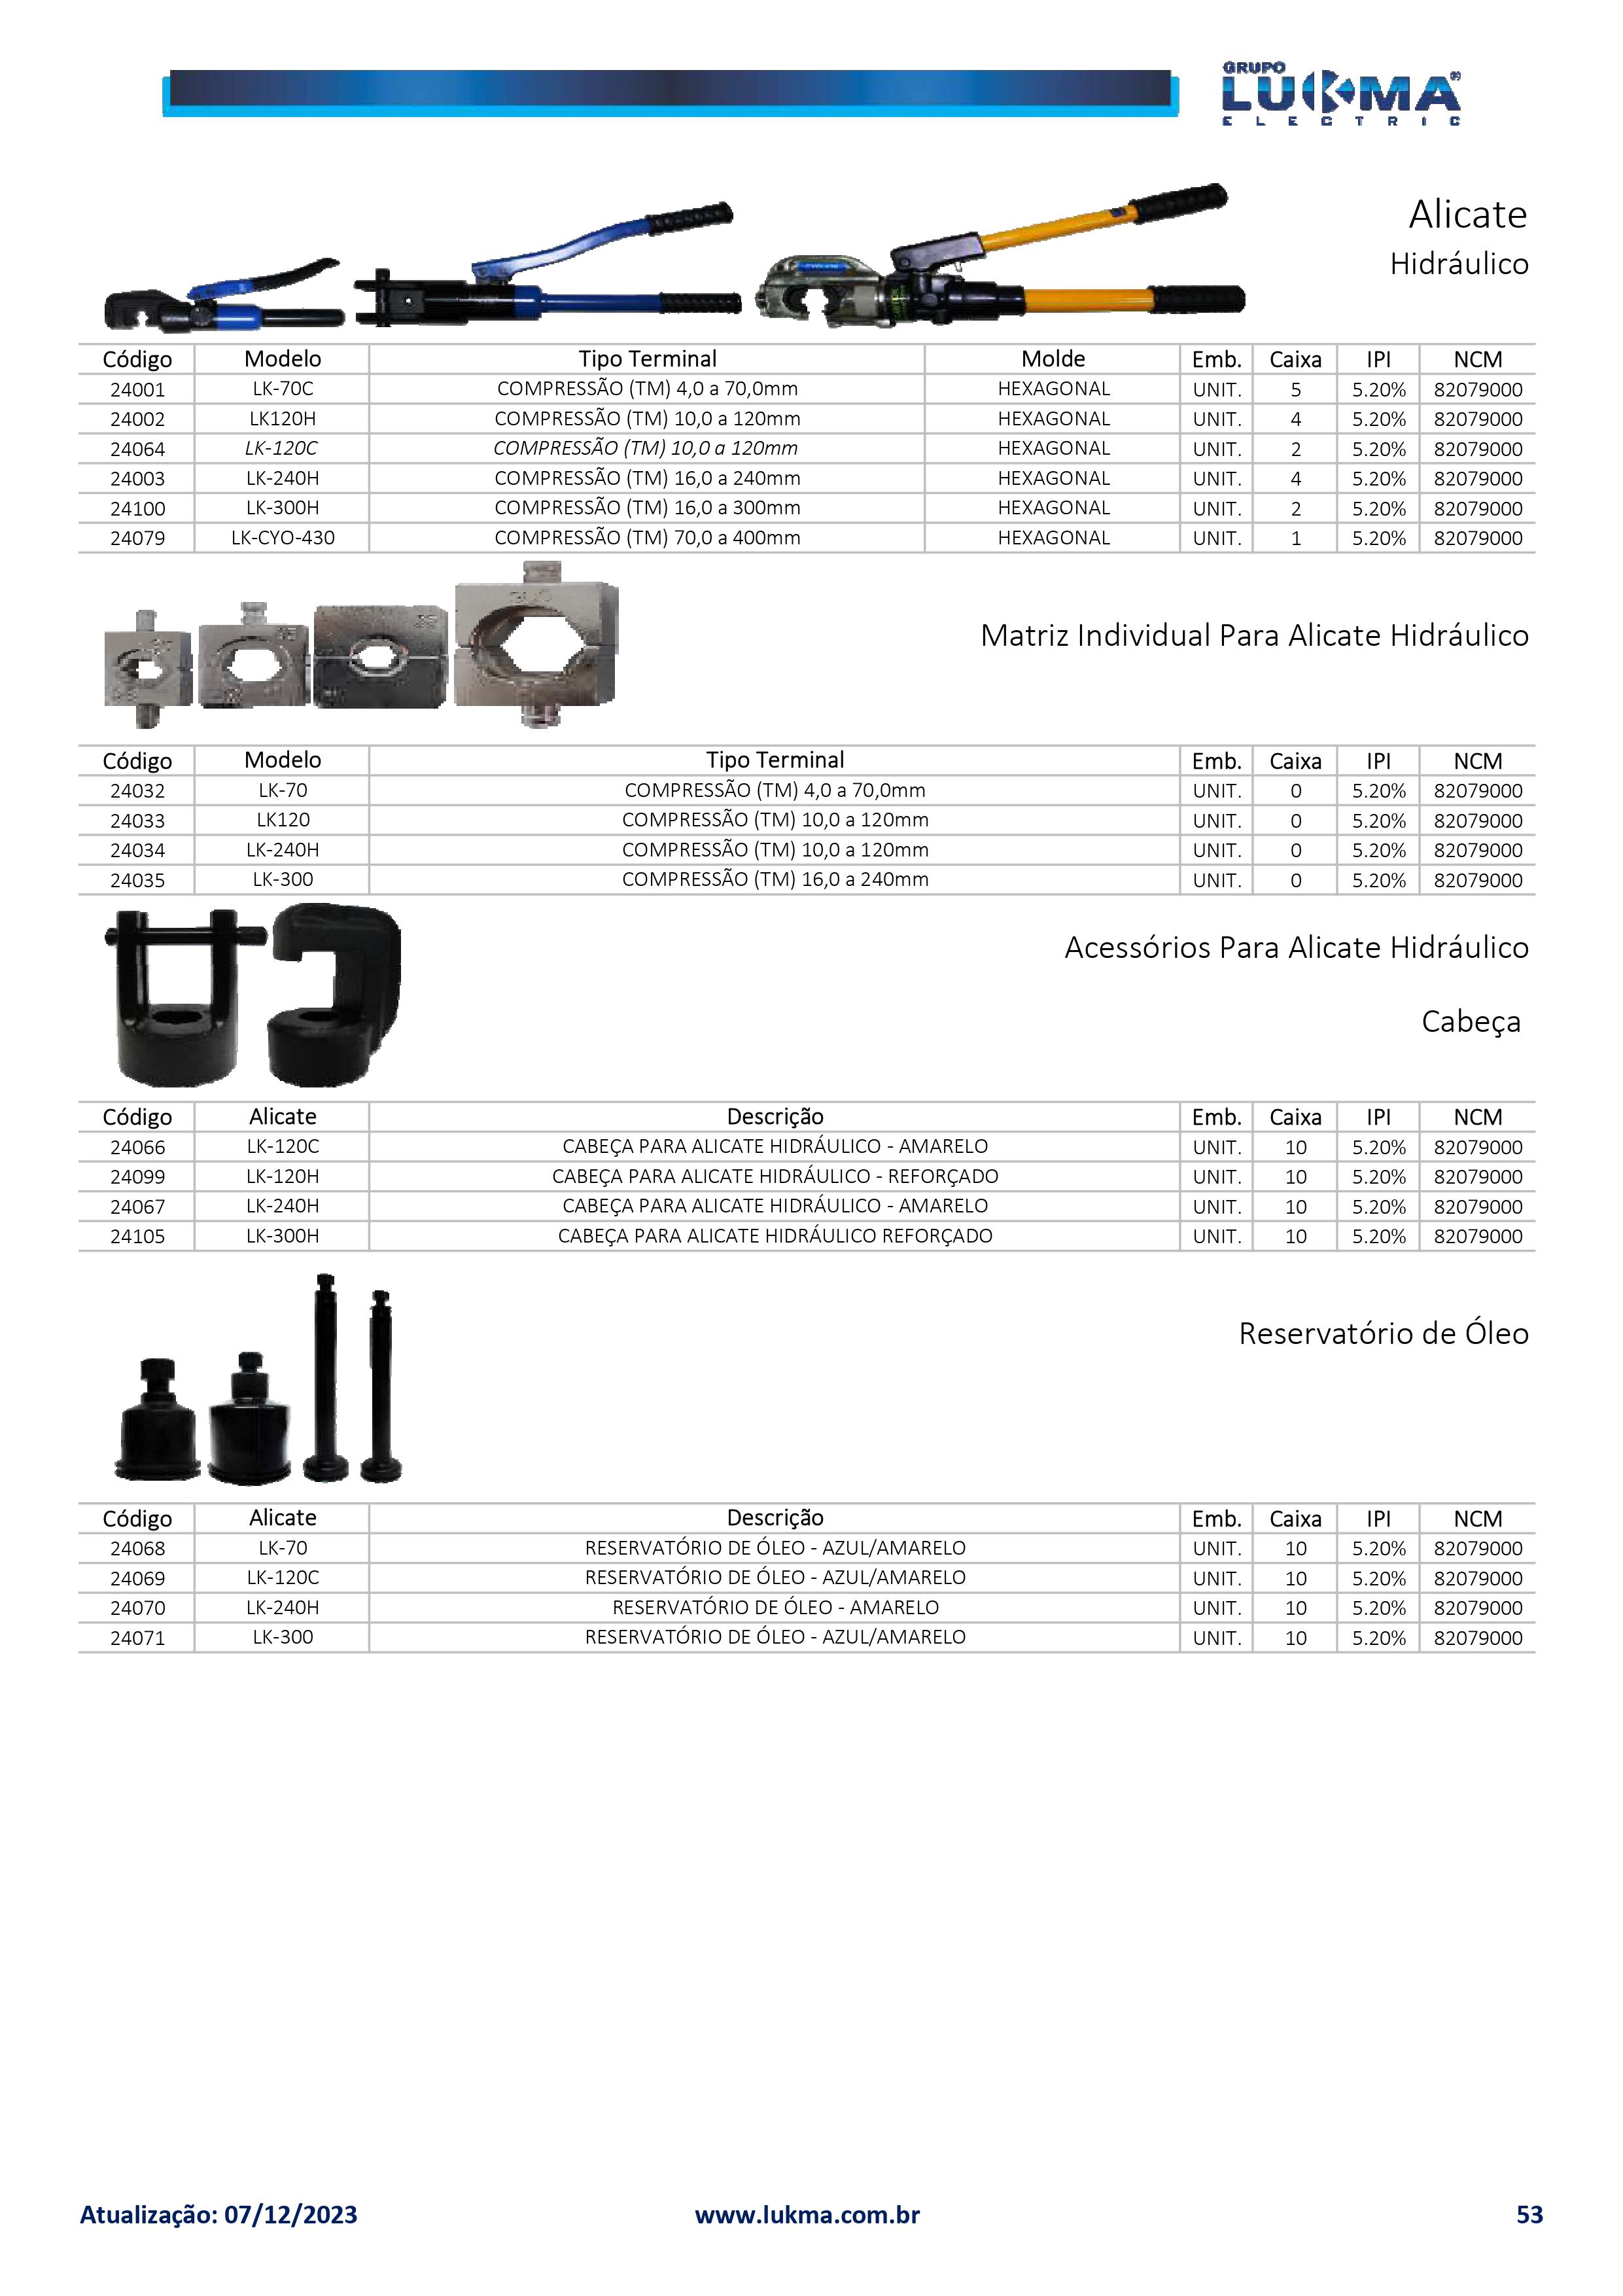 GRUPO
LUKMA®
ELECTRIC
Alicate
Hidráulico
Código Modelo Tipo Terminal Molde Emb. Caixa IPI NCM
24001 LK-70C COMPRESSÃO (TM) 4,0 a 70,0mm HEXAGONAL UNIT. 5 5.20% 82079000
24002 LK120H COMPRESSÃO (TM) 10,0 a 120mm HEXAGONAL UNIT. 4 5.20% 82079000
24064 LK-120C COMPRESSÃO (TM) 10,0 a 120mm HEXAGONAL UNIT. 2 5.20% 82079000
24003 LK-240H COMPRESSÃO (TM) 16,0 a 240mm HEXAGONAL UNIT. 4 5.20% 82079000
24100 LK-300H COMPRESSÃO (TM) 16,0 a 300mm HEXAGONAL UNIT. 2 5.20% 82079000
24079 LK-CYO-430 COMPRESSÃO (TM) 70,0 a 400mm HEXAGONAL UNIT. 1 5.20% 82079000
Matriz Individual Para Alicate Hidráulico
Código Modelo Tipo Terminal Emb. Caixa IPI NCM
24032 LK-70 COMPRESSÃO (TM) 4,0 a 70,0mm UNIT. 0 5.20% 82079000
24033 LK120 COMPRESSÃO (TM) 10,0 a 120mm UNIT. 0 5.20% 82079000
24034 LK-240H COMPRESSÃO (TM) 10,0 a 120mm UNIT. 0 5.20% 82079000
24035 LK-300 COMPRESSÃO (TM) 16,0 a 240mm UNIT. 0 5.20% 82079000
Acessórios Para Alicate Hidráulico
Cabeça
Código Alicate Descrição Emb. Caixa IPI NCM
24066 LK-120C CABEÇA PARA ALICATE HIDRÁULICO - AMARELO UNIT. 10 5.20% 82079000
24099 LK-120H CABEÇA PARA ALICATE HIDRÁULICO - REFORÇADO UNIT. 10 5.20% 82079000
24067 LK-240H CABEÇA PARA ALICATE HIDRÁULICO - AMARELO UNIT. 10 5.20% 82079000
24105 LK-300H CABEÇA PARA ALICATE HIDRÁULICO REFORÇADO UNIT. 10 5.20% 82079000
Reservatório de Óleo
Código Alicate Descrição Emb. Caixa IPI NCM
24068 LK-70 RESERVATÓRIO DE ÓLEO - AZUL/AMARELO UNIT. 10 5.20% 82079000
24069 LK-120C RESERVATÓRIO DE ÓLEO - AZUL/AMARELO UNIT. 10 5.20% 82079000
24070 LK-240H RESERVATÓRIO DE ÓLEO - AMARELO UNIT. 10 5.20% 82079000
24071 LK-300 RESERVATÓRIO DE ÓLEO - AZUL/AMARELO UNIT. 10 5.20% 82079000
Atualização: 07/12/2023 www.lukma.com.br 53